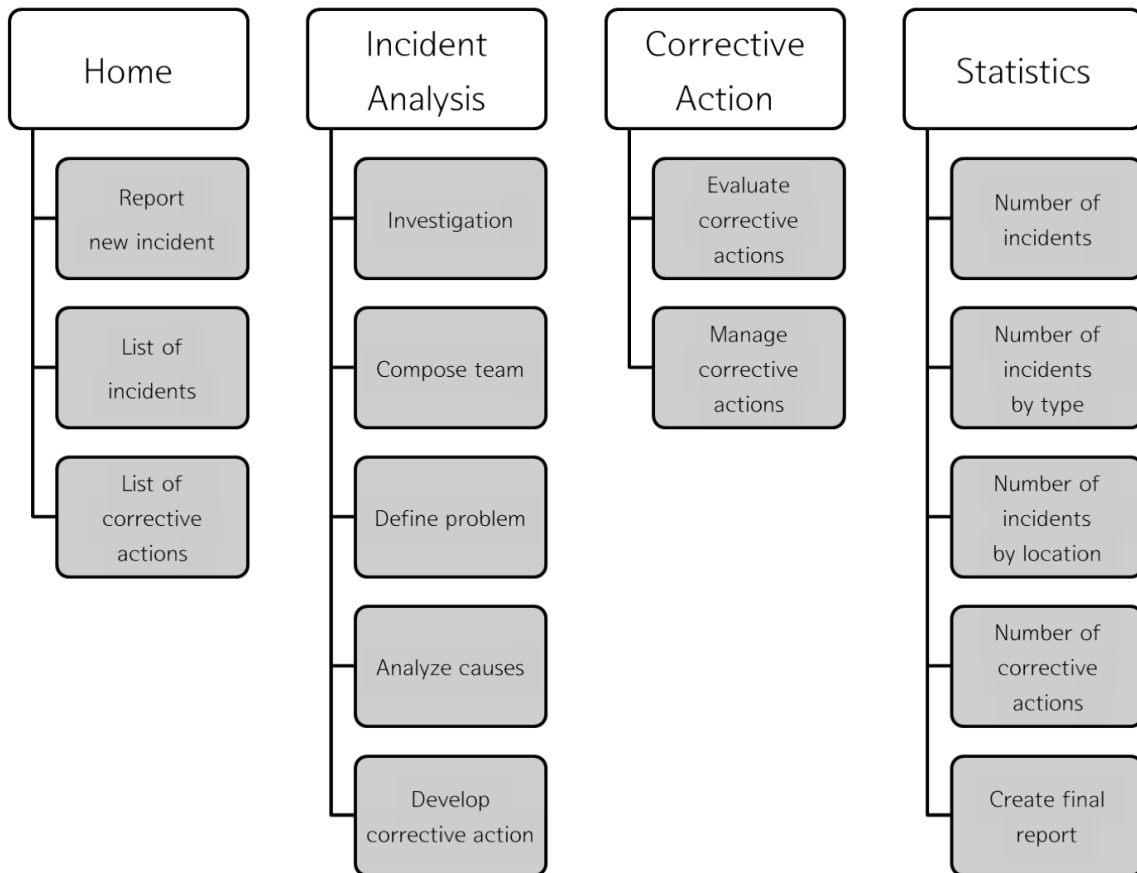 Home
Report
new incident
List of
incidents
List of
corrective
actions
Incident
Analysis
Investigation
Compose team
Define problem
Analyze causes
Develop
corrective action
Corrective
Action
Evaluate
corrective
actions
Manage
corrective
actions
Statistics
Number of
incidents
Number of
incidents
by type
Number of
incidents
by location
Number of
corrective
actions
Create final
report